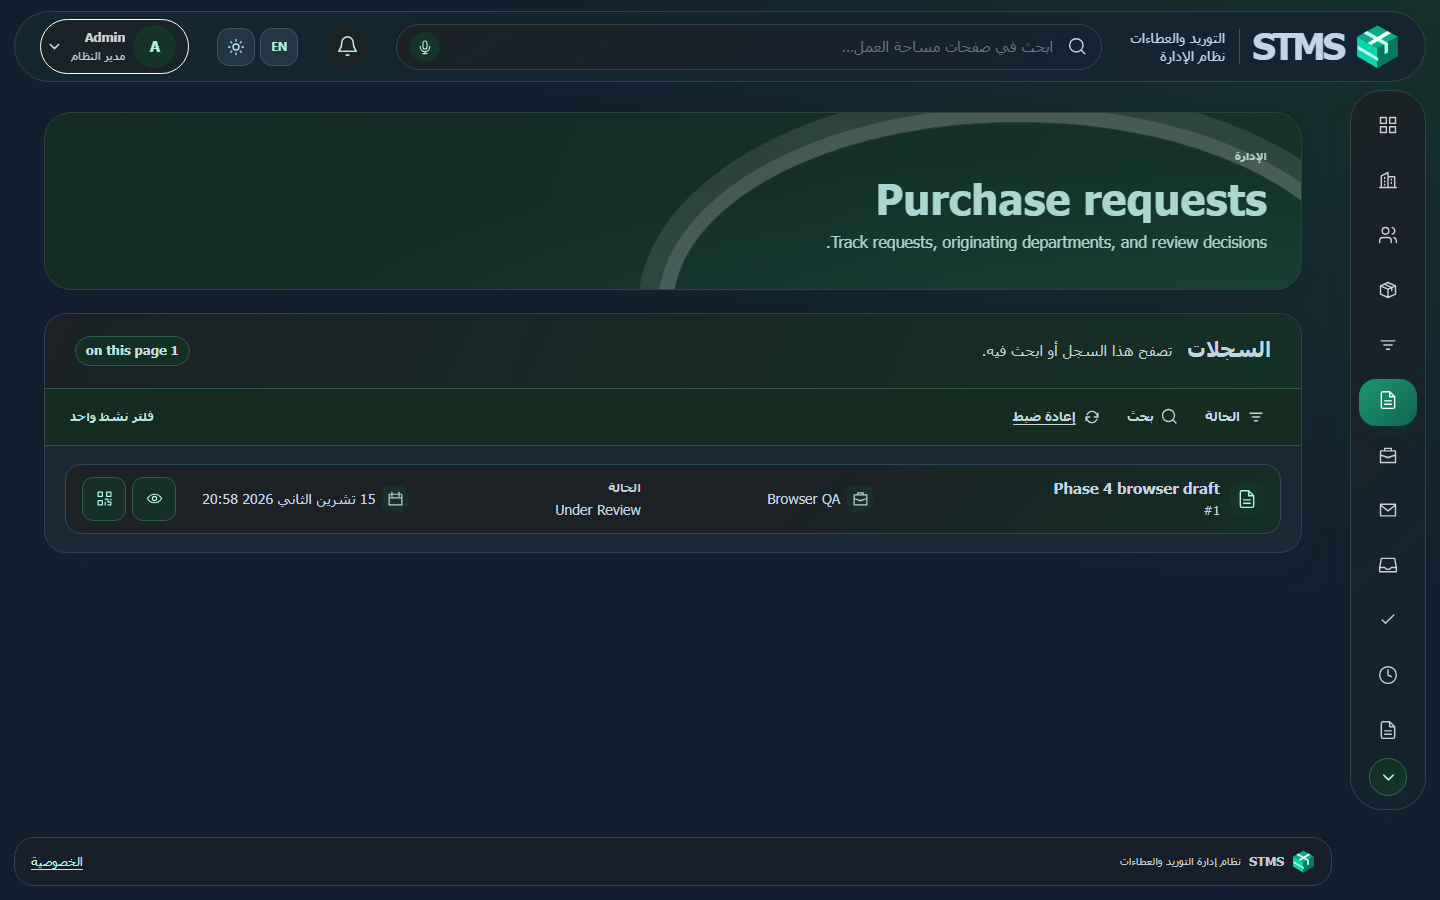 STMS
التوريد والعطاءات
نظام الإدارة
ابحث في صفحات مساحة العمل...
EN
A
Admin
مدير النظام
الإدارة
Purchase requests
.Track requests, originating departments, and review decisions
السجلات
تصفح هذا السجل أو ابحث فيه.
on this page 1
الحالة
بحث
إعادة ضبط
فلتر نشط واحد
Phase 4 browser draft
#1
Browser QA
الحالة
Under Review
15 تشرين الثاني 2026 20:58
STMS
نظام إدارة التوريد والعطاءات
الخصوصية